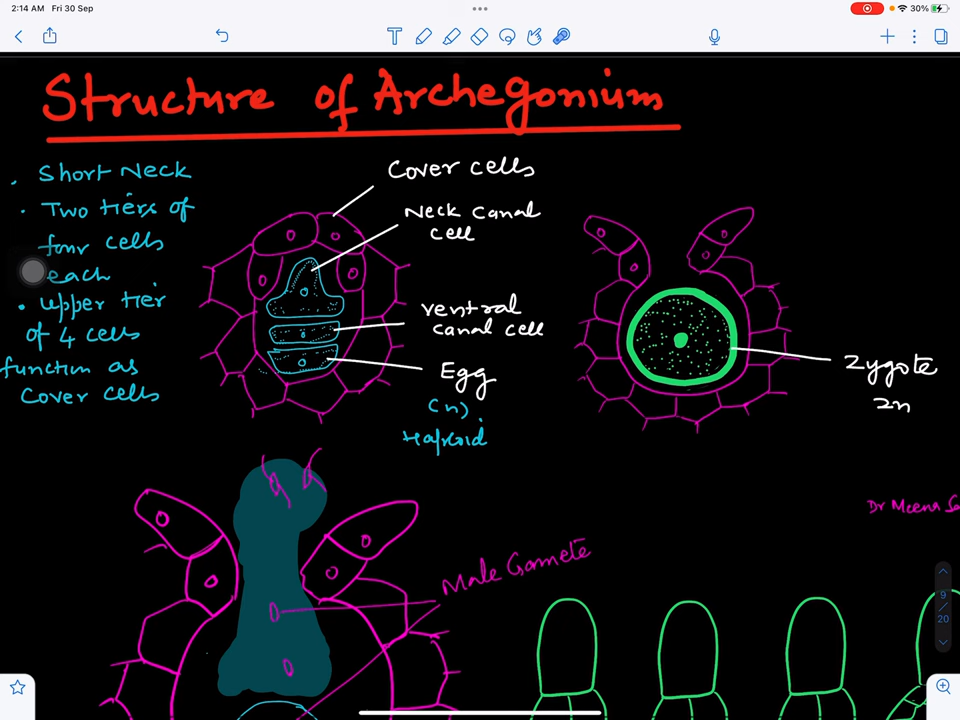 2:14 AM Fri 30 Sep
30%
Structure of Archegonium
Short Neck
Two tiers of
four cells
each
upper tier
of 4 cells
function as
Cover cells
Cover cells
Neck Canal
cell
ventral
canal cell
Egg
(n)
Zygote
2n
Dr Meena
Male Gamete
9
/
20